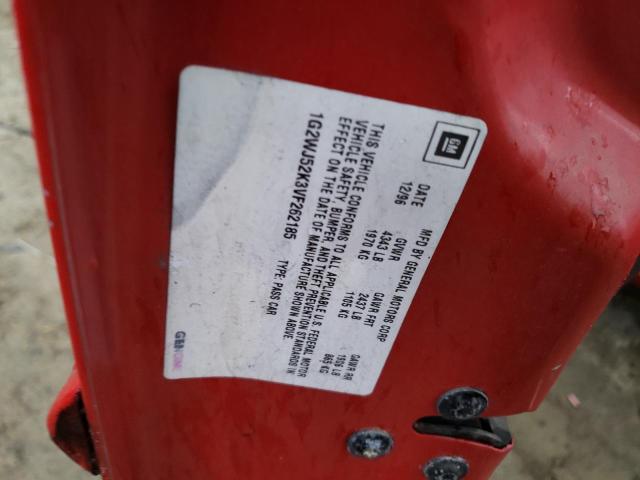 GM
MFD BY GENERAL MOTORS CORP
DATE GVWR GAWR FRT GAWR RR
12/96 4343 LB 2437 LB 1906 LB
1970 KG 1105 KG 865 KG
THIS VEHICLE CONFORMS TO ALL APPLICABLE U.S. FEDERAL MOTOR
VEHICLE SAFETY, BUMPER, AND THEFT PREVENTION STANDARDS IN
EFFECT ON THE DATE OF MANUFACTURE SHOWN ABOVE.
1G2WJ52K3VF262185 TYPE: PASS CAR